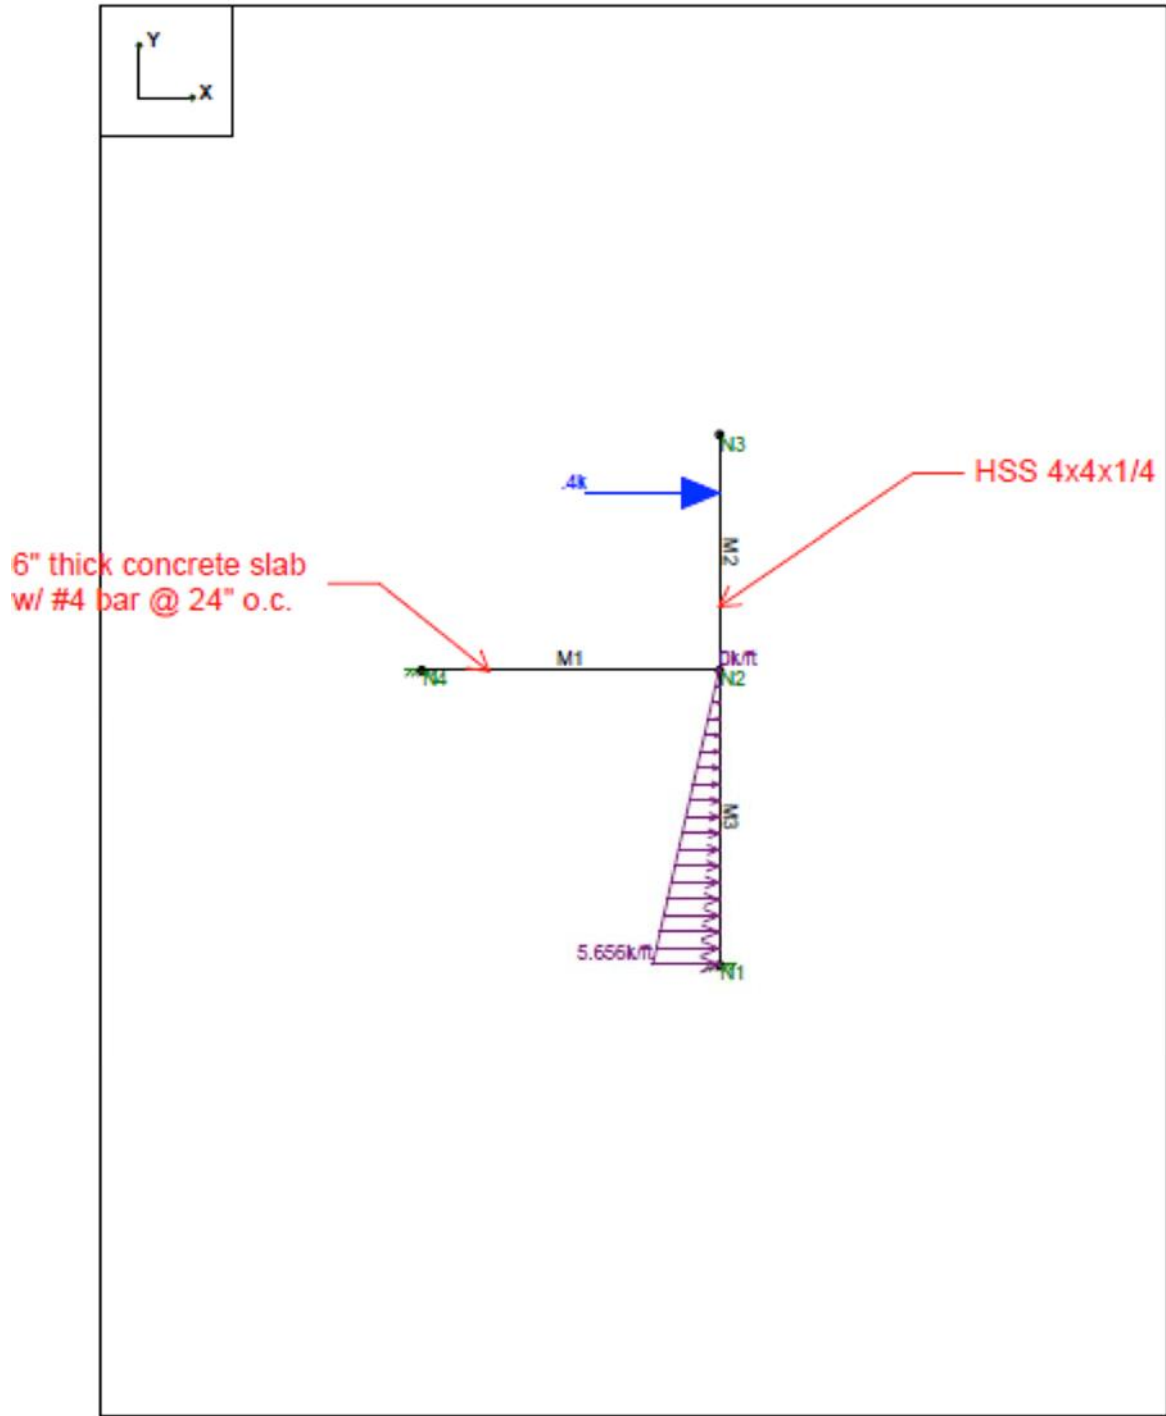 Y
X
N3
HSS 4x4x1/4
.4k
M2
6" thick concrete slab
w/ #4 bar @ 24" o.c.
M1
0k/ft
N4
N2
M3
5.656k/ft
N1